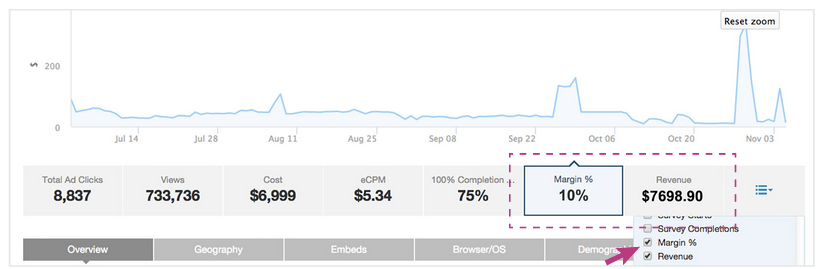 Reset zoom
$
200
0
Jul 14
Jul 28
Aug 11
Aug 25
Sep 08
Sep 22
Oct 06
Oct 20
Nov 03
Total Ad Clicks
8,837
Views
733,736
Cost
$6,999
eCPM
$5.34
100% Completion ...
75%
Margin %
10%
Revenue
$7698.90
Survey Starts
Survey Completions
Margin %
Revenue
Overview
Geography
Embeds
Browser/OS
Demogra